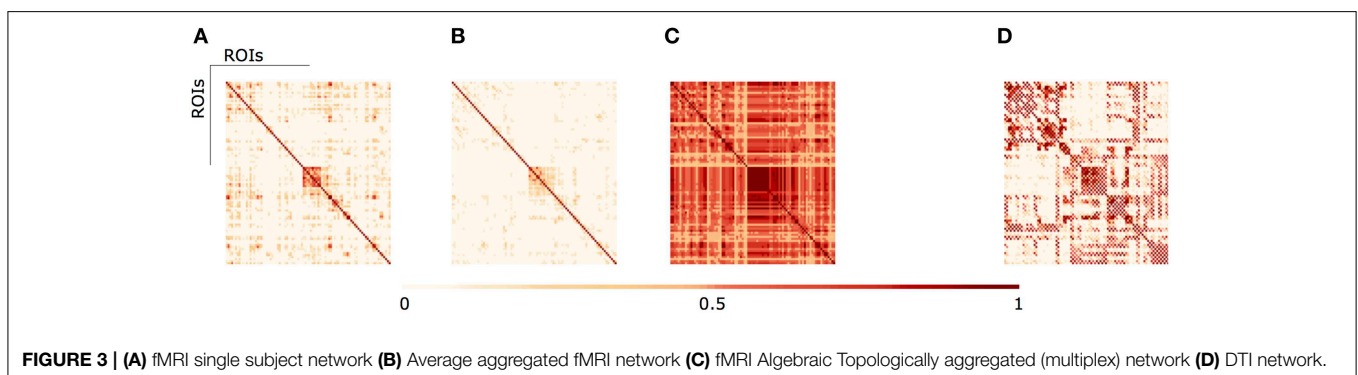 A
B
C
D
ROIs
ROIs
0
0.5
1
FIGURE 3 | (A) fMRI single subject network (B) Average aggregated fMRI network (C) fMRI Algebraic Topologically aggregated (multiplex) network (D) DTI network.